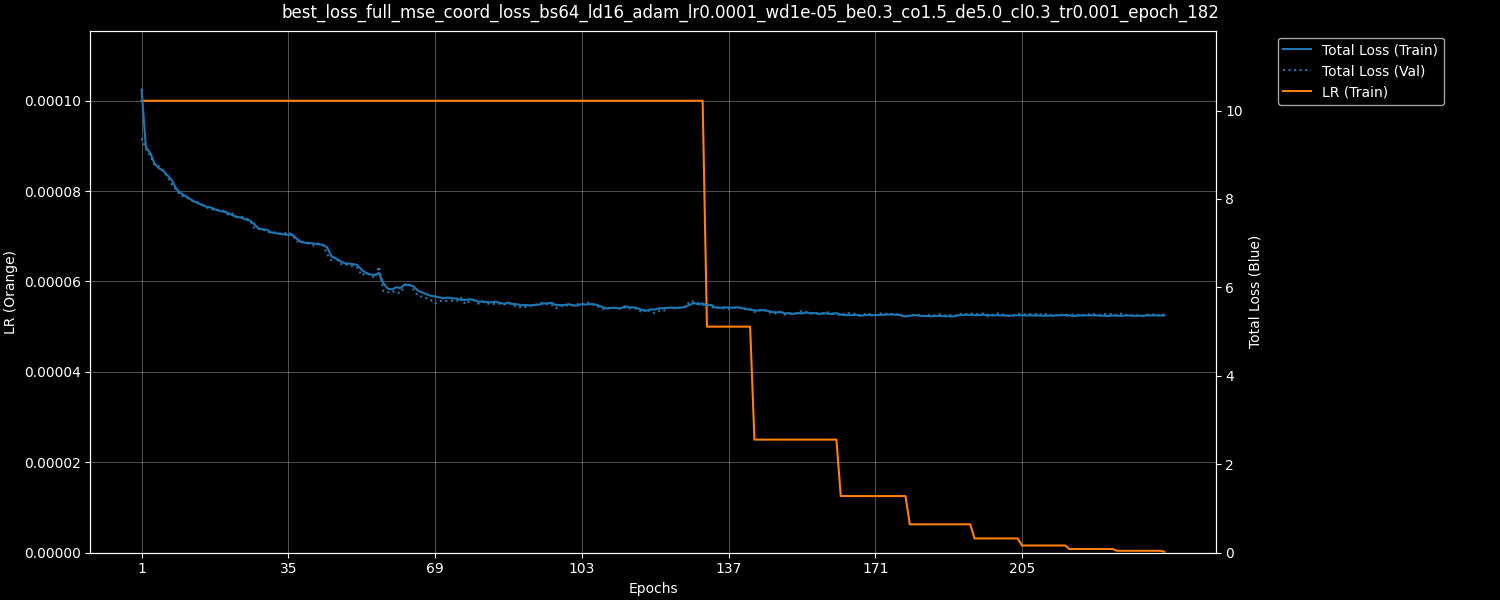 best_loss_full_mse_coord_loss_bs64_ld16_adam_lr0.0001_wd1e-05_be0.3_co1.5_de5.0_cl0.3_tr0.001_epoch_182
Total Loss (Train)
Total Loss (Val)
LR (Train)
LR (Orange)
0.00010
0.00008
0.00006
0.00004
0.00002
0.00000
10
8
6
4
2
0
Total Loss (Blue)
1
35
69
103
137
171
205
Epochs